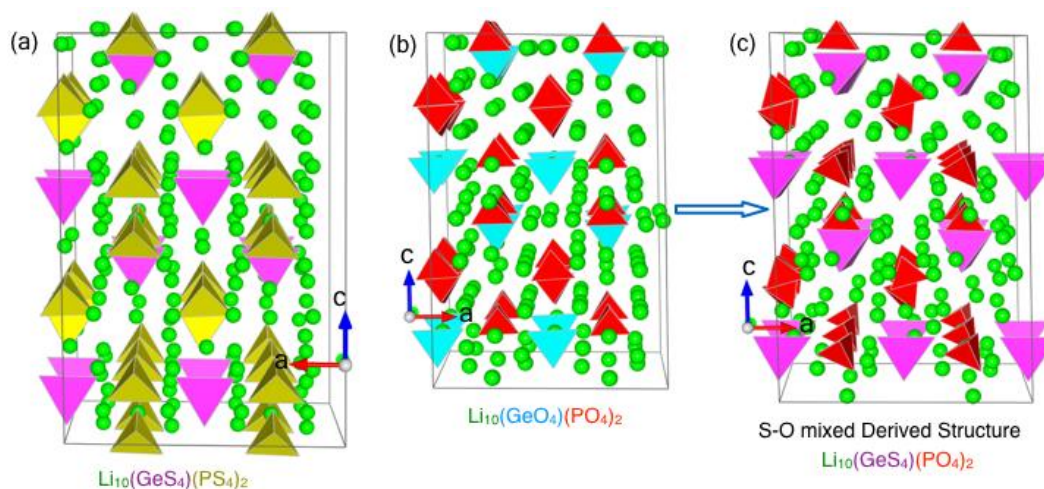 (a)
(b)
(c)
c
a
c
a
c
a
Li₁₀(GeS₄)(PS₄)₂
Li₁₀(GeO₄)(PO₄)₂
S-O mixed Derived Structure
Li₁₀(GeS₄)(PO₄)₂